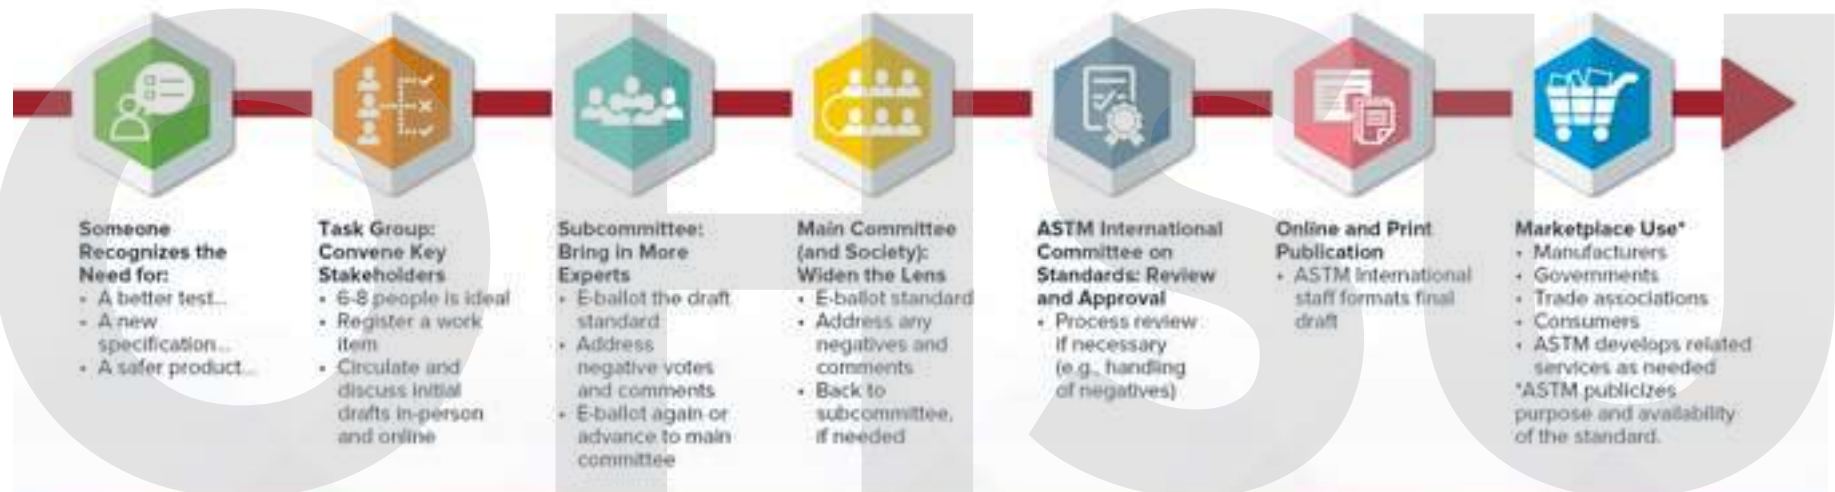 OHSU
Someone
Recognizes the
Need for:
• A better test...
• A new
specification...
• A safer product...
Task Group:
Convene Key
Stakeholders
• 6-8 people is ideal
• Register a work
item
• Circulate and
discuss initial
drafts in-person
and online
Subcommittee:
Bring in More
Experts
• E-ballot the draft
standard
• Address
negative votes
and comments
• E-ballot again or
advance to main
committee
Main Committee
(and Society):
Widen the Lens
• E-ballot standard
• Address any
negatives and
comments
• Back to
subcommittee,
if needed
ASTM International
Committee on
Standards: Review
and Approval
• Process review
if necessary
(e.g., handling
of negatives)
Online and Print
Publication
• ASTM International
staff formats final
draft
Marketplace Use*
• Manufacturers
• Governments
• Trade associations
• Consumers
• ASTM develops related
services as needed
*ASTM publicizes
purpose and availability
of the standard.